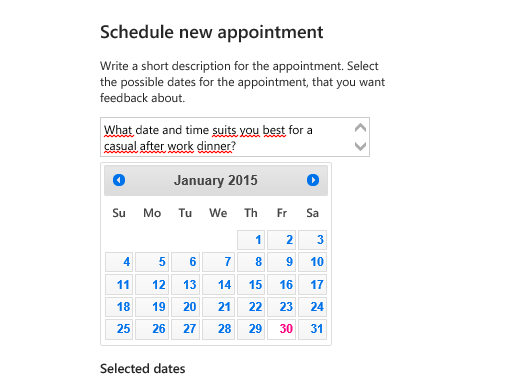 Schedule new appointment
Write a short description for the appointment. Select
the possible dates for the appointment, that you want
feedback about.
What date and time suits you best for a
casual after work dinner?
January 2015
Su Mo Tu We Th Fr Sa
1 2 3
4 5 6 7 8 9 10
11 12 13 14 15 16 17
18 19 20 21 22 23 24
25 26 27 28 29 30 31
Selected dates